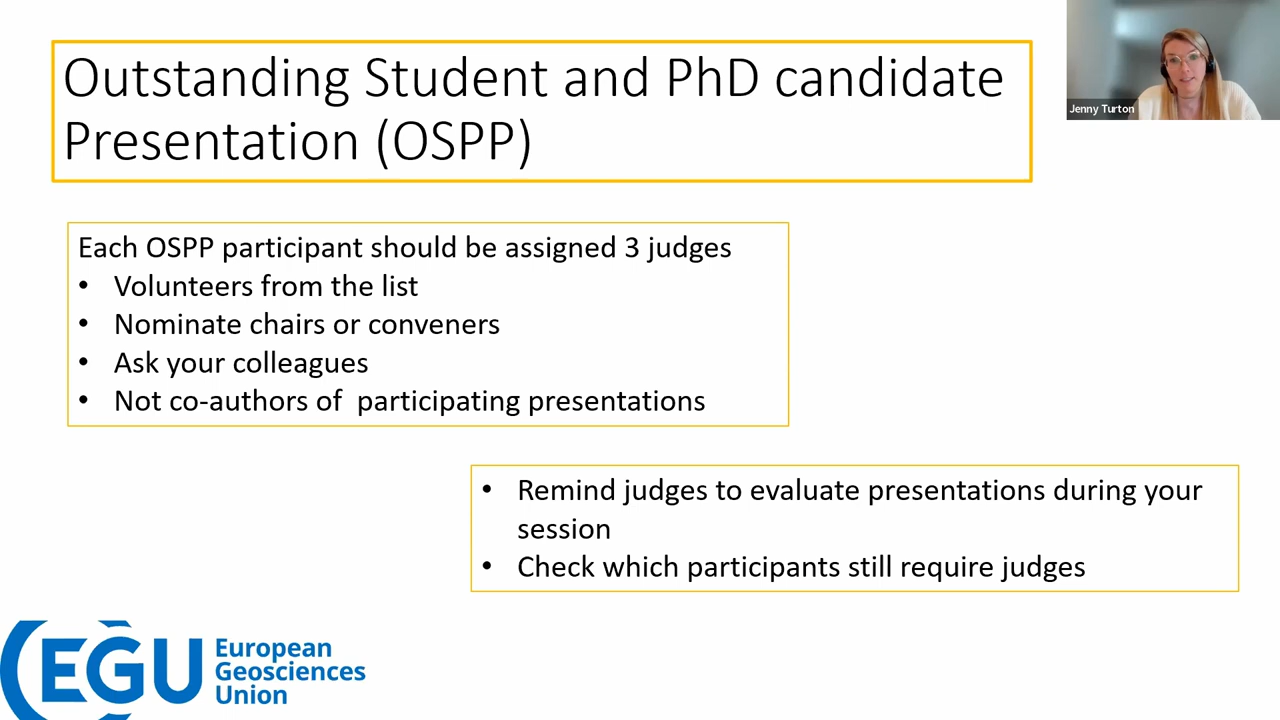 Outstanding Student and PhD candidate
Presentation (OSPP)
Jenny Turton
Each OSPP participant should be assigned 3 judges
• Volunteers from the list
• Nominate chairs or conveners
• Ask your colleagues
• Not co-authors of  participating presentations
• Remind judges to evaluate presentations during your
session
• Check which participants still require judges
EGU
European
Geosciences
Union